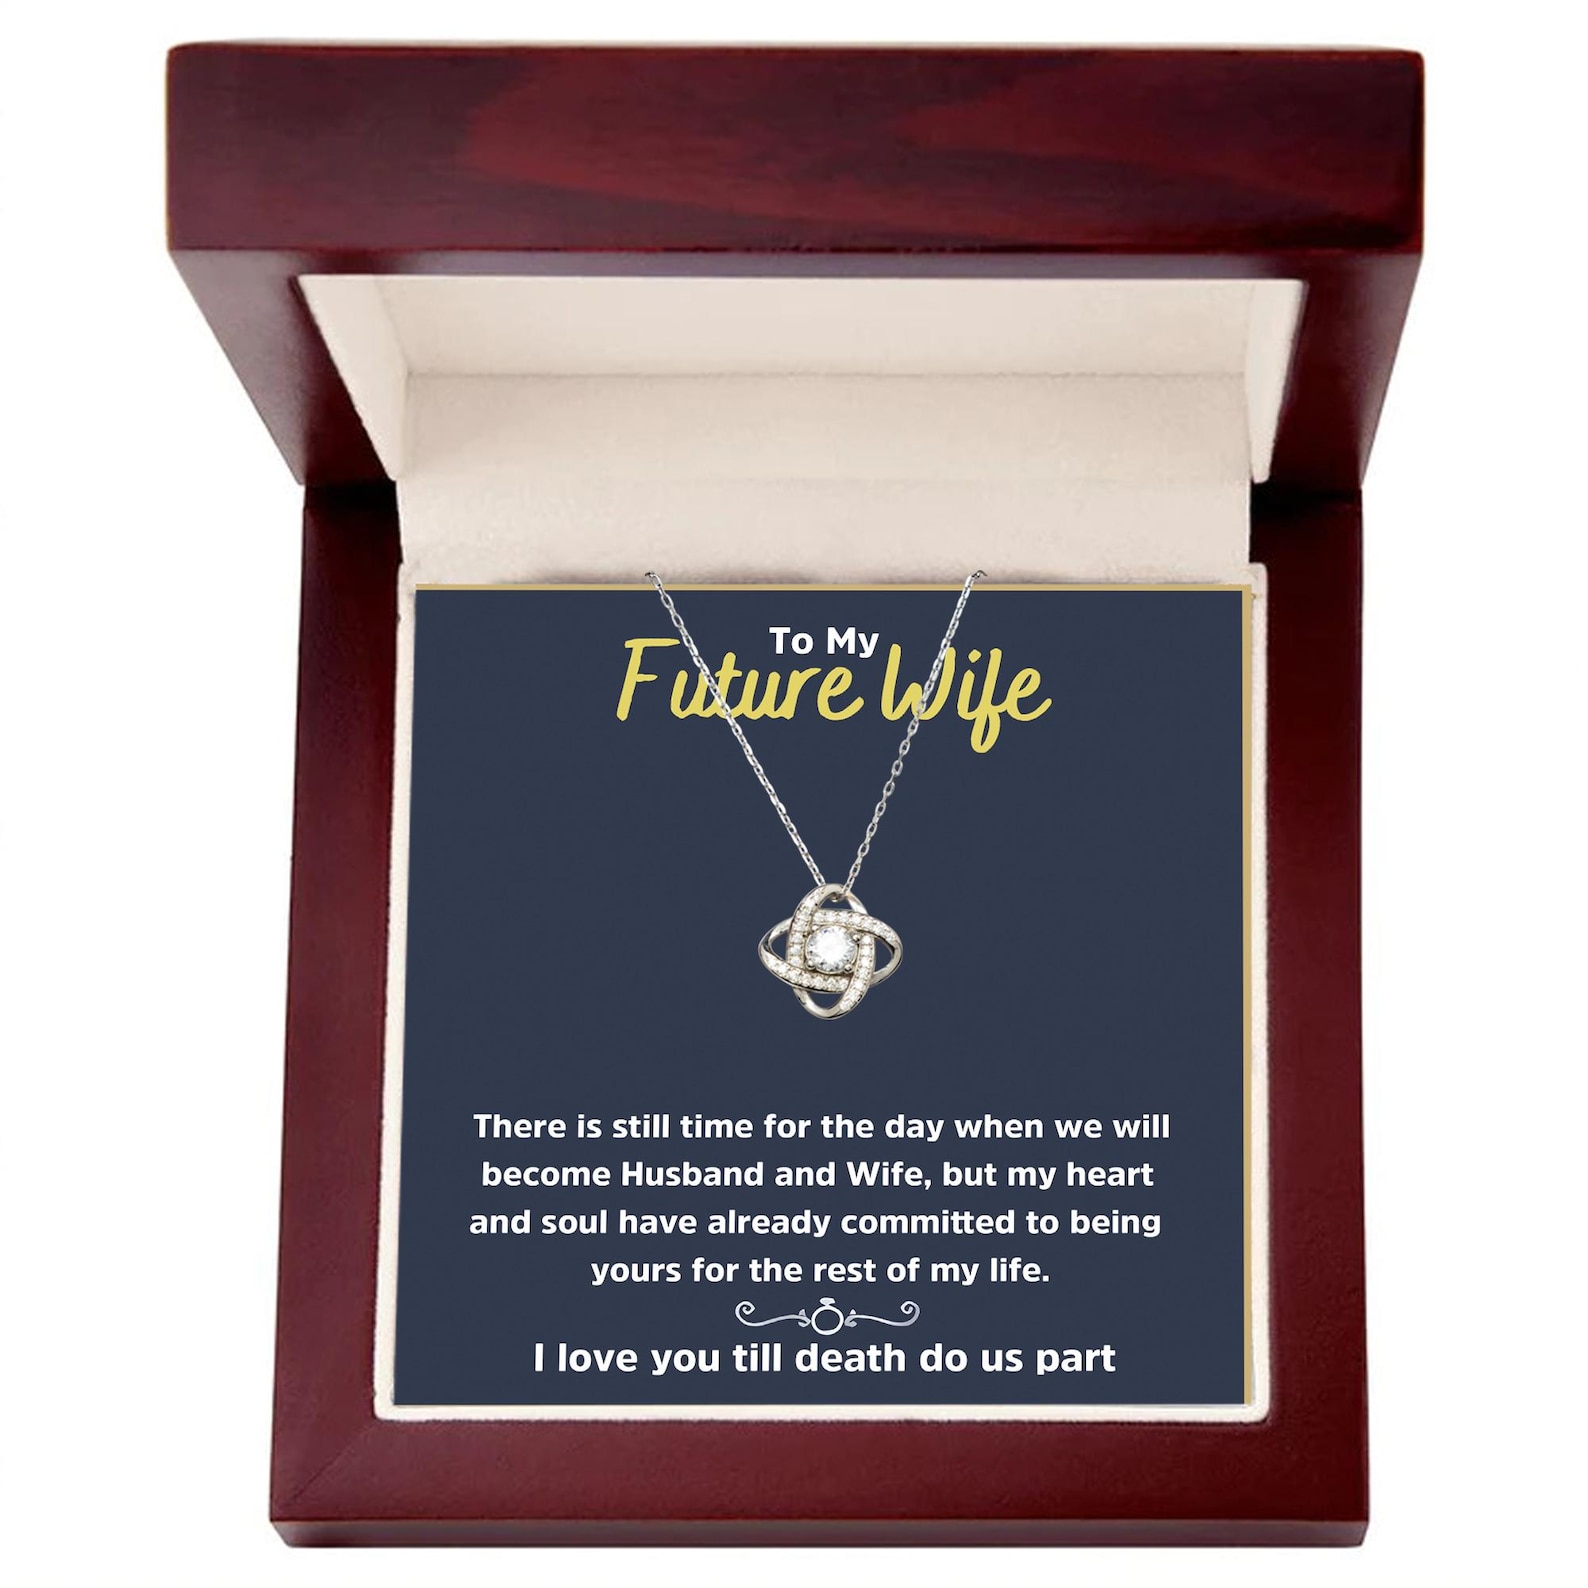 To My
Future Wife
There is still time for the day when we will
become Husband and Wife, but my heart
and soul have already committed to being
yours for the rest of my life.
I love you till death do us part